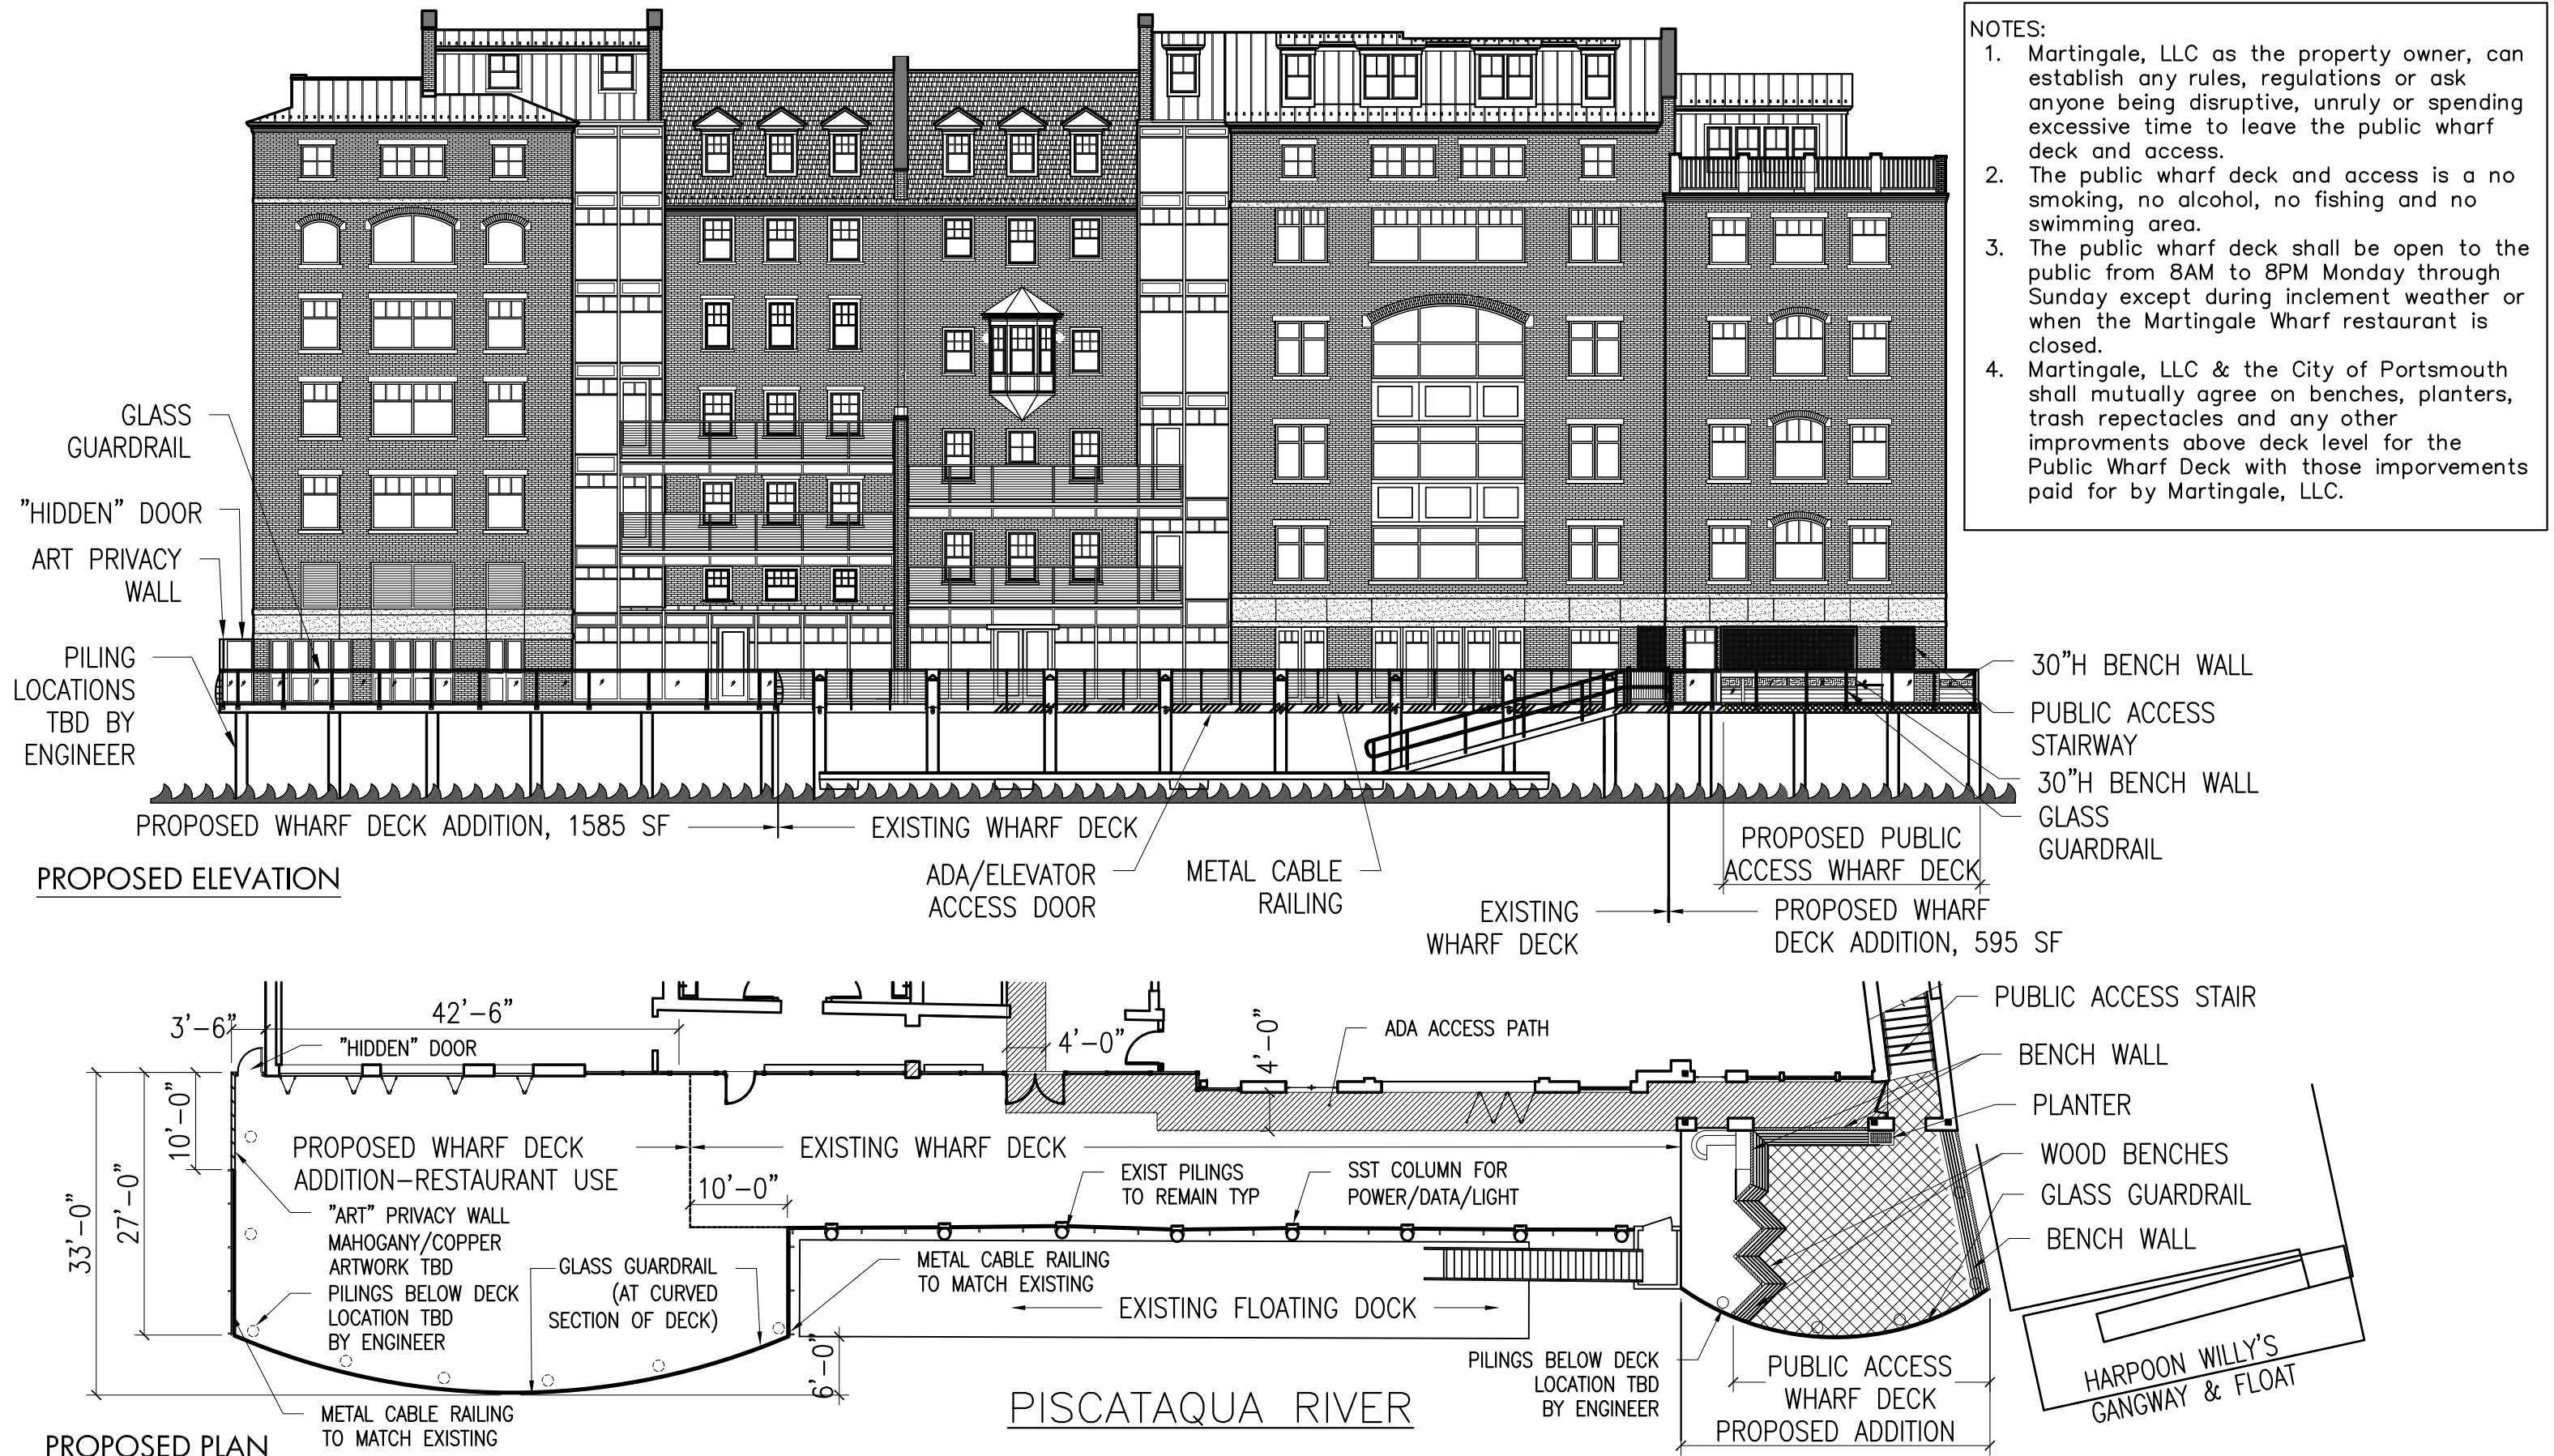 NOTES:
1. Martingale, LLC as the property owner, can
establish any rules, regulations or ask
anyone being disruptive, unruly or spending
excessive time to leave the public wharf
deck and access.
2. The public wharf deck and access is a no
smoking, no alcohol, no fishing and no
swimming area.
3. The public wharf deck shall be open to the
public from 8AM to 8PM Monday through
Sunday except during inclement weather or
when the Martingale Wharf restaurant is
closed.
4. Martingale, LLC & the City of Portsmouth
shall mutually agree on benches, planters,
trash repectacles and any other
improvments above deck level for the
Public Wharf Deck with those imporvements
paid for by Martingale, LLC.
GLASS
GUARDRAIL
"HIDDEN" DOOR
ART PRIVACY
WALL
PILING
LOCATIONS
TBD BY
ENGINEER
30"H BENCH WALL
PUBLIC ACCESS
STAIRWAY
30"H BENCH WALL
GLASS
GUARDRAIL
PROPOSED WHARF DECK ADDITION, 1585 SF
EXISTING WHARF DECK
PROPOSED PUBLIC
ACCESS WHARF DECK
PROPOSED ELEVATION
ADA/ELEVATOR
ACCESS DOOR
METAL CABLE
RAILING
EXISTING
WHARF DECK
PROPOSED WHARF
DECK ADDITION, 595 SF
3'-6"
42'-6"
"HIDDEN" DOOR
4'-0"
4'-0"
ADA ACCESS PATH
PUBLIC ACCESS STAIR
BENCH WALL
PLANTER
WOOD BENCHES
GLASS GUARDRAIL
BENCH WALL
33'-0"
27'-0"
10'-0"
PROPOSED WHARF DECK
ADDITION-RESTAURANT USE
EXISTING WHARF DECK
10'-0"
EXIST PILINGS
TO REMAIN TYP
SST COLUMN FOR
POWER/DATA/LIGHT
"ART" PRIVACY WALL
MAHOGANY/COPPER
ARTWORK TBD
PILINGS BELOW DECK
LOCATION TBD
BY ENGINEER
GLASS GUARDRAIL
(AT CURVED
SECTION OF DECK)
METAL CABLE RAILING
TO MATCH EXISTING
EXISTING FLOATING DOCK
6'-0"
PILINGS BELOW DECK
LOCATION TBD
BY ENGINEER
PUBLIC ACCESS
WHARF DECK
PROPOSED ADDITION
HARPOON WILLY'S
GANGWAY & FLOAT
PISCATAQUA RIVER
METAL CABLE RAILING
TO MATCH EXISTING
PROPOSED PLAN